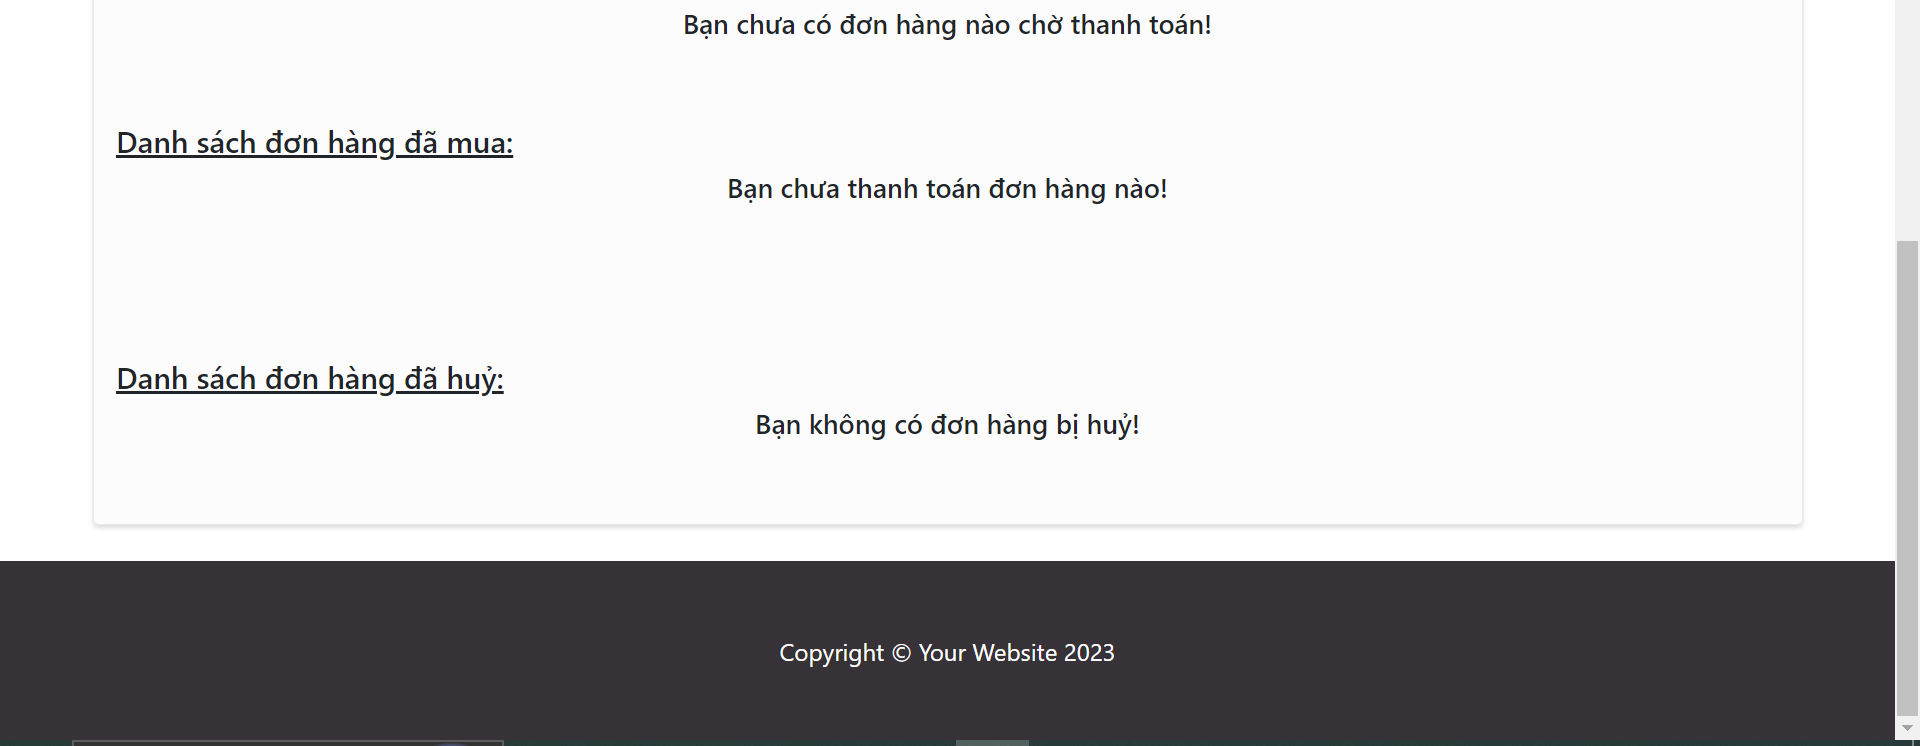 Bạn chưa có đơn hàng nào chờ thanh toán!
Danh sách đơn hàng đã mua:
Bạn chưa thanh toán đơn hàng nào!
Danh sách đơn hàng đã huỷ:
Bạn không có đơn hàng bị huỷ!
Copyright © Your Website 2023